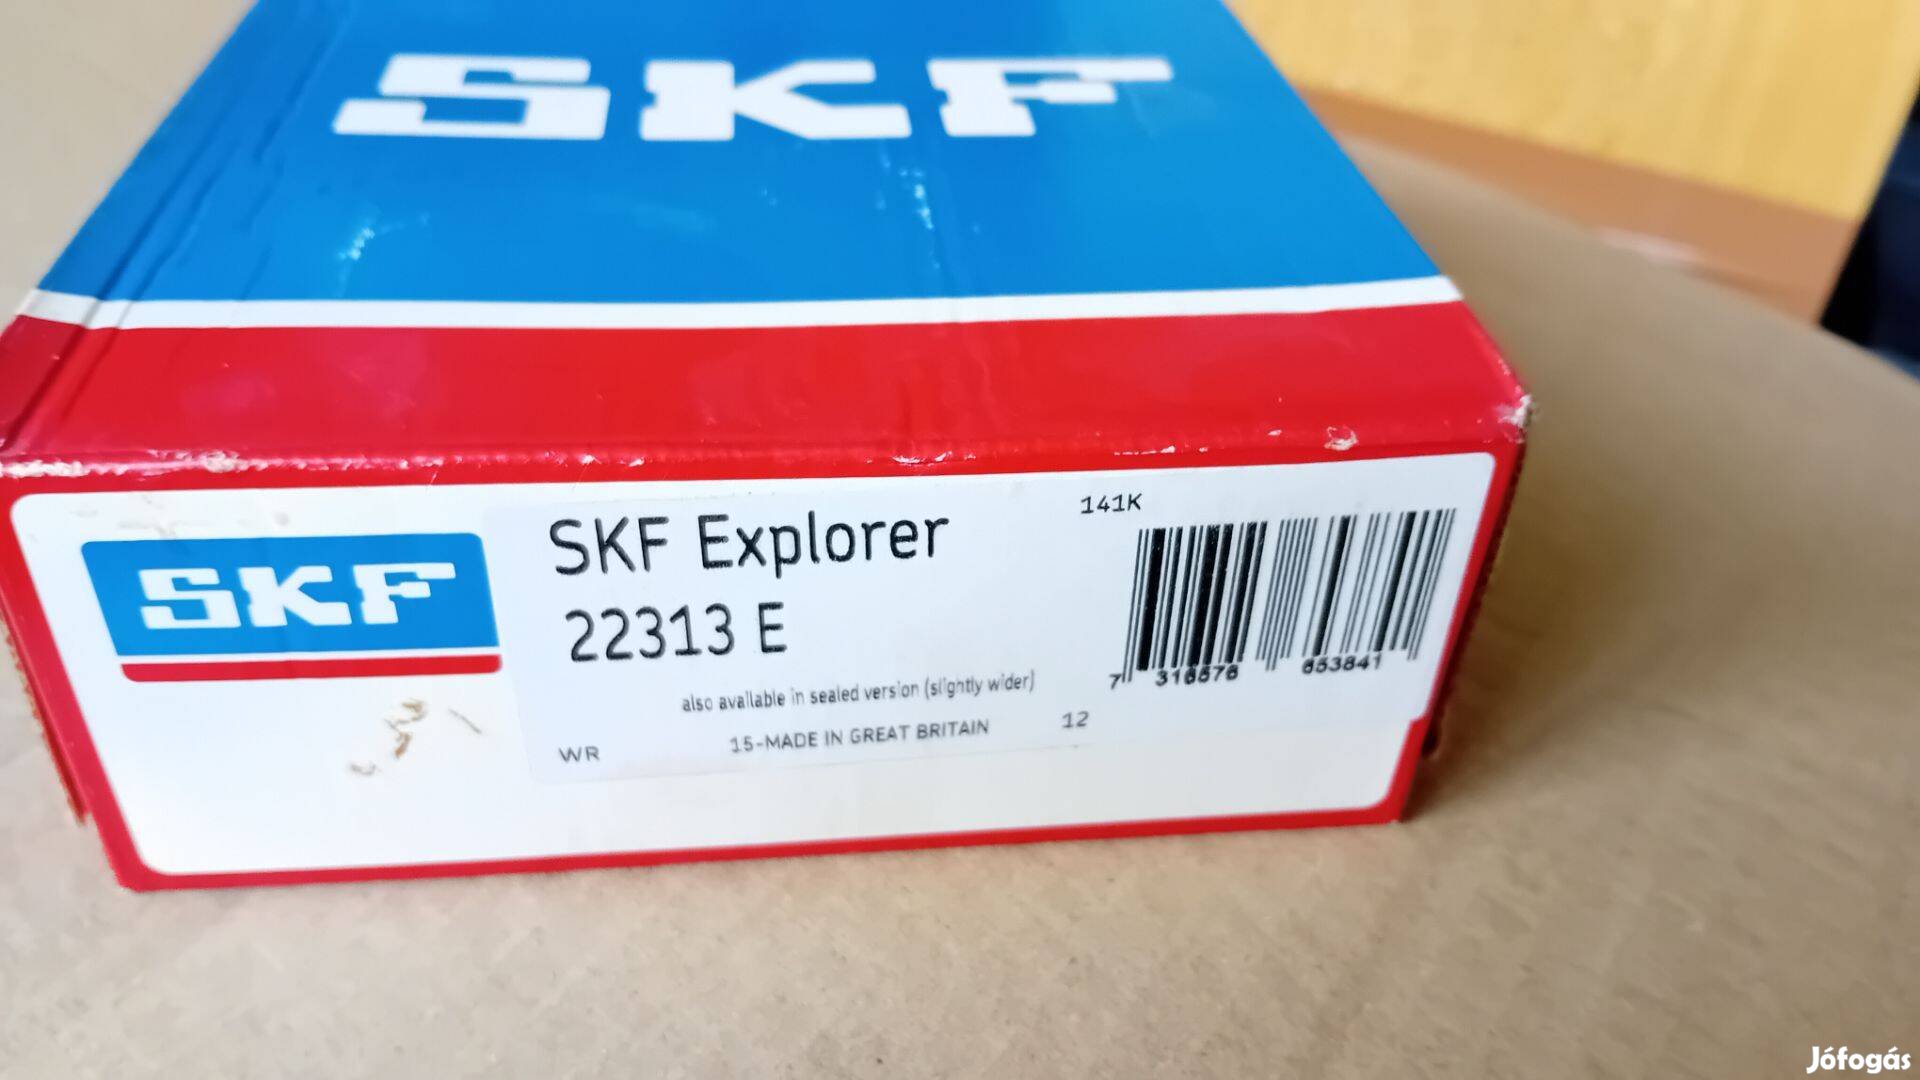 SKF
SKF
SKF Explorer
22313 E
also available in sealed version (slightly wider)
WR 15-MADE IN GREAT BRITAIN 12
141K
7 316576 653841
Jófogás